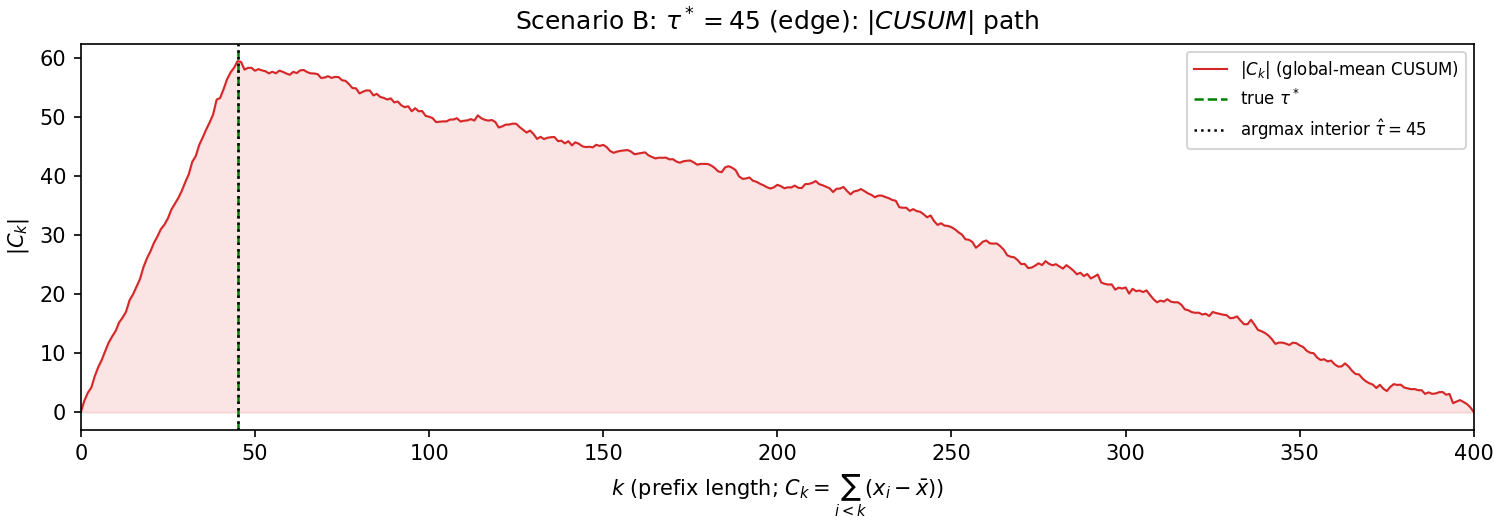 Scenario B: τ* = 45 (edge): |CUSUM| path
60
50
40
30
20
10
0
|C_k|
|C_k| (global-mean CUSUM)
true τ*
argmax interior τ̂ = 45
0 50 100 150 200 250 300 350 400
k (prefix length; C_k = ∑_{i<k} (x_i − x̄))